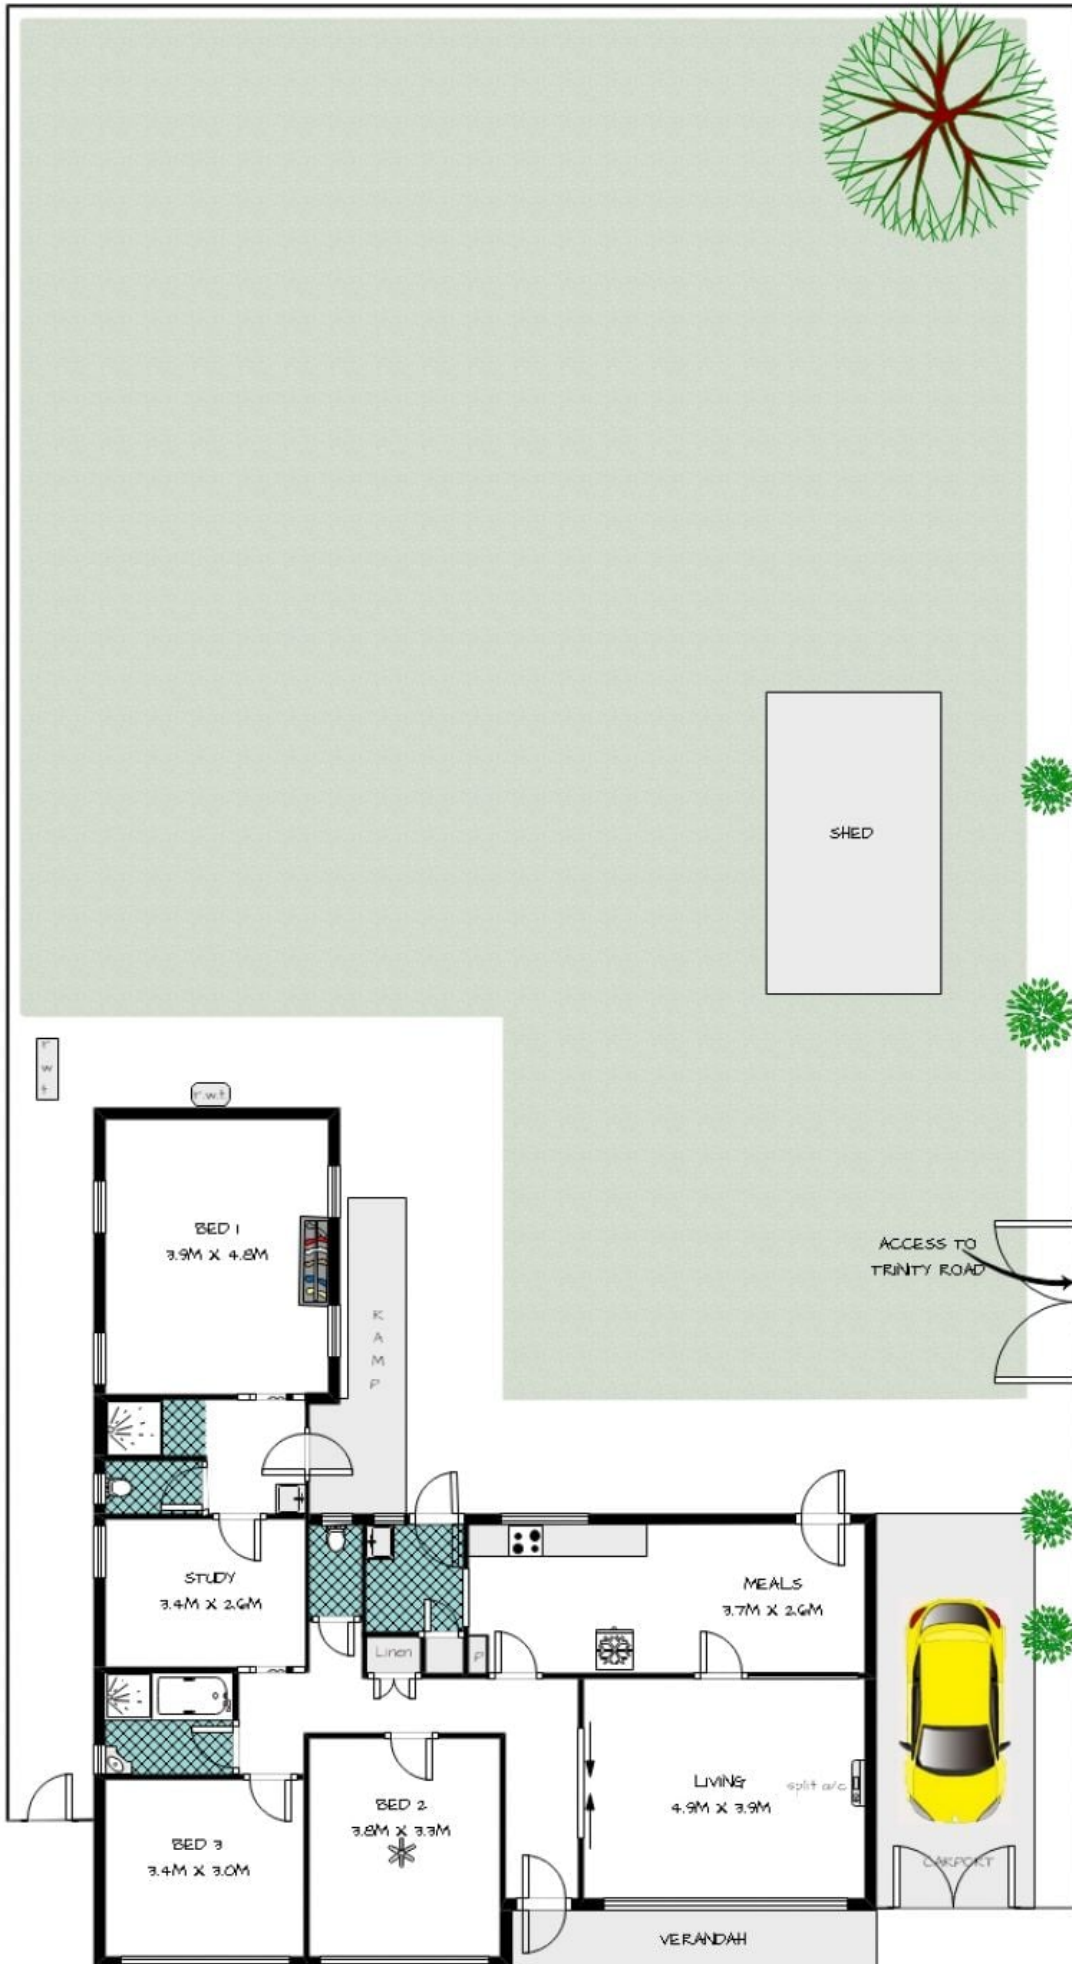 SHED
r
w
t
r.w.t
BED 1
3.9M X 4.8M
ACCESS TO
TRINITY ROAD
R
A
M
P
STUDY
3.4M X 2.6M
MEALS
3.7M X 2.6M
Linen
P
LIVING
4.9M X 3.9M
split a/c
BED 2
3.8M X 3.3M
BED 3
3.4M X 3.0M
CARPORT
VERANDAH